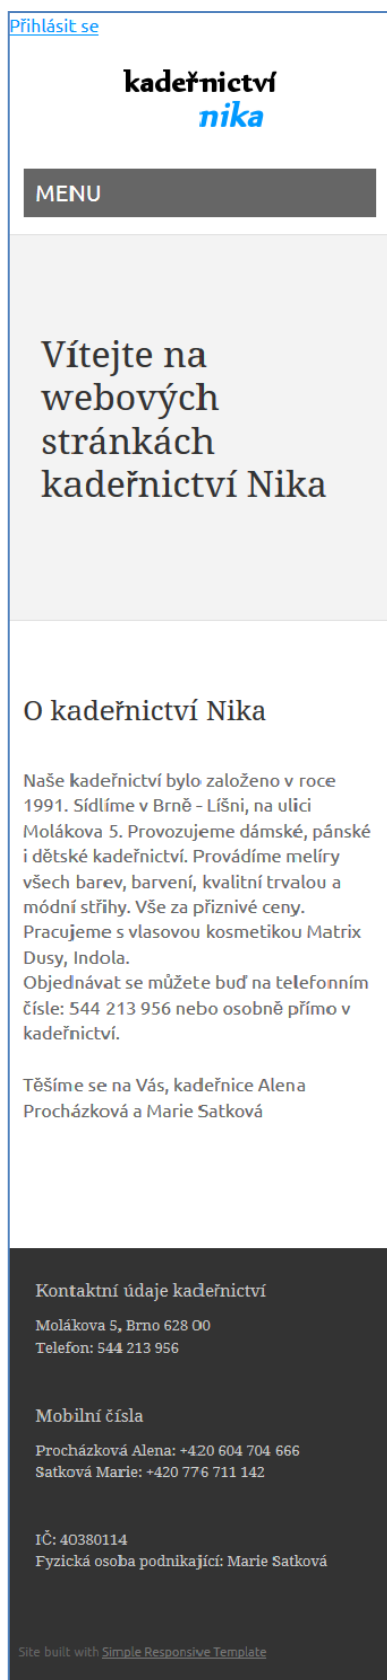 Přihlásit se
kadeřnictví
nika
MENU
Vítejte na
webových
stránkách
kadeřnictví Nika
O kadeřnictví Nika
Naše kadeřnictví bylo založeno v roce
1991. Sídlíme v Brně - Líšni, na ulici
Molákova 5. Provozujeme dámské, pánské
i dětské kadeřnictví. Provádíme melíry
všech barev, barvení, kvalitní trvalou a
módní střihy. Vše za přiznivé ceny.
Pracujeme s vlasovou kosmetikou Matrix
Dusy, Indola.
Objednávat se můžete buď na telefonním
čísle: 544 213 956 nebo osobně přímo v
kadeřnictví.
Těšíme se na Vás, kadeřnice Alena
Procházková a Marie Satková
Kontaktní údaje kadeřnictví
Molákova 5, Brno 628 O0
Telefon: 544 213 956
Mobilní čísla
Procházková Alena: +420 604 704 666
Satková Marie: +420 776 711 142
IČ: 40380114
Fyzická osoba podnikající: Marie Satková
Site built with Simple Responsive Template